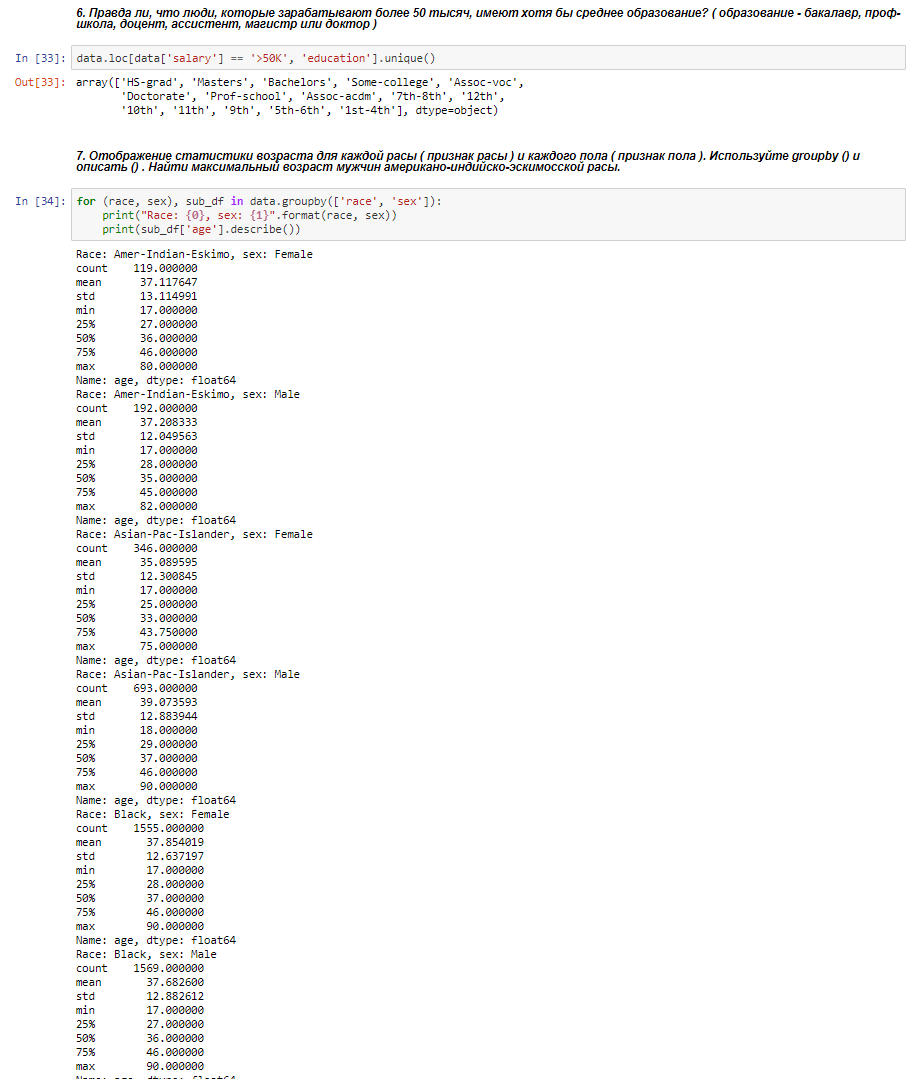 6. Правда ли, что люди, которые зарабатывают более 50 тысяч, имеют хотя бы среднее образование? ( образование - бакалавр, проф-
школа, доцент, ассистент, магистр или доктор )
In [33]: data.loc[data['salary'] == '>50K', 'education'].unique()
Out[33]: array(['HS-grad', 'Masters', 'Bachelors', 'Some-college', 'Assoc-voc',
'Doctorate', 'Prof-school', 'Assoc-acdm', '7th-8th', '12th',
'10th', '11th', '9th', '5th-6th', '1st-4th'], dtype=object)
7. Отображение статистики возраста для каждой расы ( признак расы ) и каждого пола ( признак пола ). Используйте groupby () и
описать () . Найти максимальный возраст мужчин американо-индийско-эскимосской расы.
In [34]: for (race, sex), sub_df in data.groupby(['race', 'sex']):
print("Race: {0}, sex: {1}".format(race, sex))
print(sub_df['age'].describe())
Race: Amer-Indian-Eskimo, sex: Female
count 119.000000
mean 37.117647
std 13.114991
min 17.000000
25% 27.000000
50% 36.000000
75% 46.000000
max 80.000000
Name: age, dtype: float64
Race: Amer-Indian-Eskimo, sex: Male
count 192.000000
mean 37.208333
std 12.049563
min 17.000000
25% 28.000000
50% 35.000000
75% 45.000000
max 82.000000
Name: age, dtype: float64
Race: Asian-Pac-Islander, sex: Female
count 346.000000
mean 35.089595
std 12.300845
min 17.000000
25% 25.000000
50% 33.000000
75% 43.750000
max 75.000000
Name: age, dtype: float64
Race: Asian-Pac-Islander, sex: Male
count 693.000000
mean 39.073593
std 12.883944
min 18.000000
25% 29.000000
50% 37.000000
75% 46.000000
max 90.000000
Name: age, dtype: float64
Race: Black, sex: Female
count 1555.000000
mean 37.854019
std 12.637197
min 17.000000
25% 28.000000
50% 37.000000
75% 46.000000
max 90.000000
Name: age, dtype: float64
Race: Black, sex: Male
count 1569.000000
mean 37.682600
std 12.882612
min 17.000000
25% 27.000000
50% 36.000000
75% 46.000000
max 90.000000